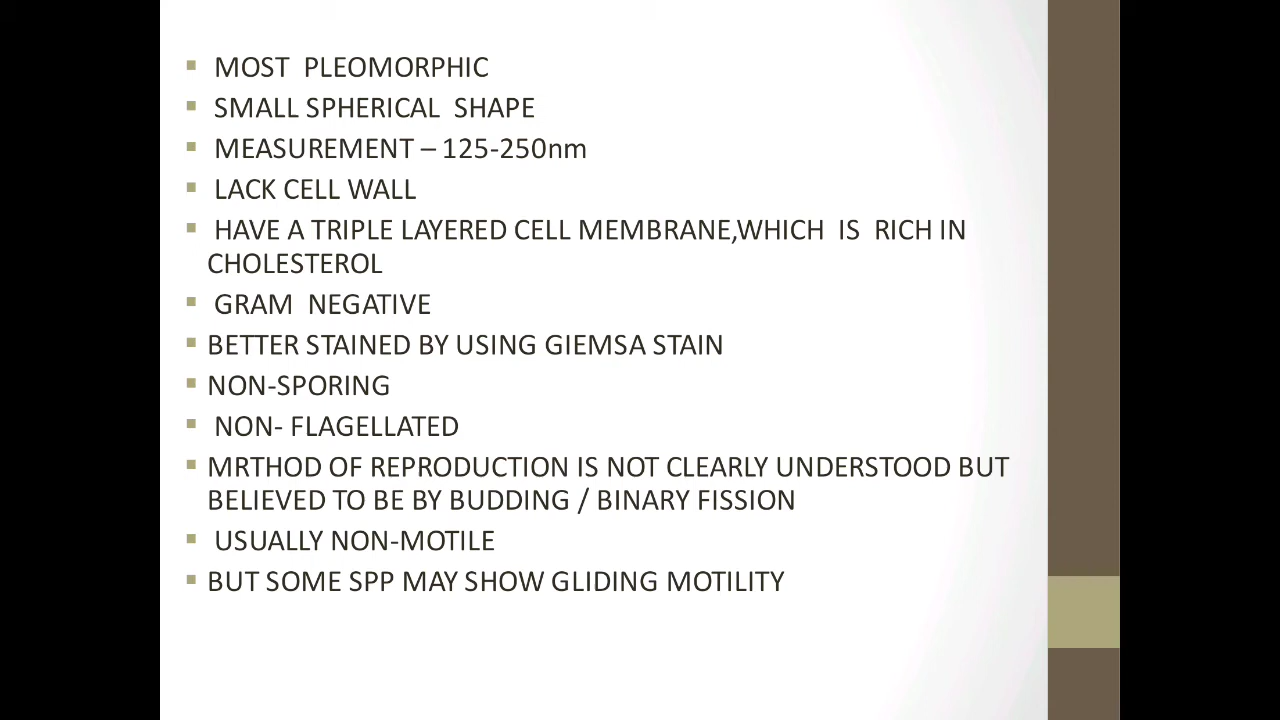 MOST PLEOMORPHIC
SMALL SPHERICAL SHAPE
MEASUREMENT – 125-250nm
LACK CELL WALL
HAVE A TRIPLE LAYERED CELL MEMBRANE,WHICH IS RICH IN
CHOLESTEROL
GRAM NEGATIVE
BETTER STAINED BY USING GIEMSA STAIN
NON-SPORING
NON- FLAGELLATED
MRTHOD OF REPRODUCTION IS NOT CLEARLY UNDERSTOOD BUT
BELIEVED TO BE BY BUDDING / BINARY FISSION
USUALLY NON-MOTILE
BUT SOME SPP MAY SHOW GLIDING MOTILITY